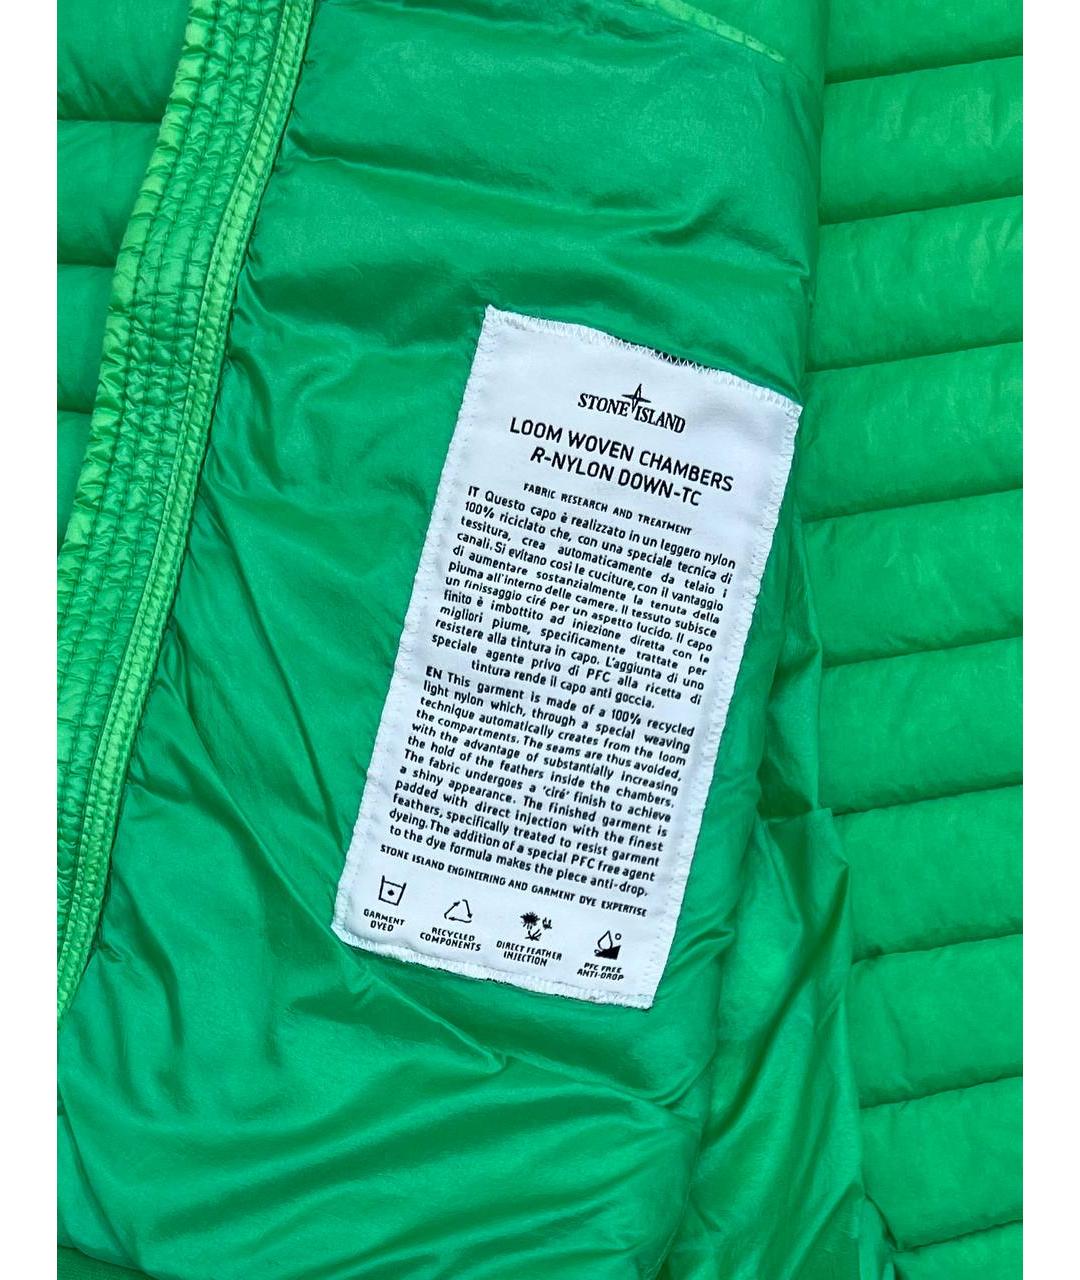 STONE ISLAND
LOOM WOVEN CHAMBERS
R-NYLON DOWN-TC
FABRIC RESEARCH AND TREATMENT
IT Questo capo è realizzato in un leggero nylon
100% riciclato che, con una speciale tecnica di
tessitura, crea automaticamente da telaio i
canali. Si evitano così le cuciture, con il vantaggio
di aumentare sostanzialmente la tenuta della
piuma all'interno delle camere. Il tessuto subisce
un finissaggio ciré per un aspetto lucido. Il capo
finito è imbottito ad iniezione diretta con le
migliori piume, specificamente trattate per
resistere alla tintura in capo. L'aggiunta di uno
speciale agente privo di PFC alla ricetta di
tintura rende il capo anti goccia.
EN This garment is made of a 100% recycled
light nylon which, through a special weaving
technique automatically creates from the loom
the compartments. The seams are thus avoided,
with the advantage of substantially increasing
the hold of the feathers inside the chambers.
The fabric undergoes a 'ciré' finish to achieve
a shiny appearance. The finished garment is
padded with direct injection with the finest
feathers, specifically treated to resist garment
dyeing. The addition of a special PFC free agent
to the dye formula makes the piece anti-drop.
STONE ISLAND ENGINEERING AND GARMENT DYE EXPERTISE
GARMENT
DYED
RECYCLED
COMPONENTS
DIRECT FEATHER
INJECTION
PFC FREE
ANTI-DROP